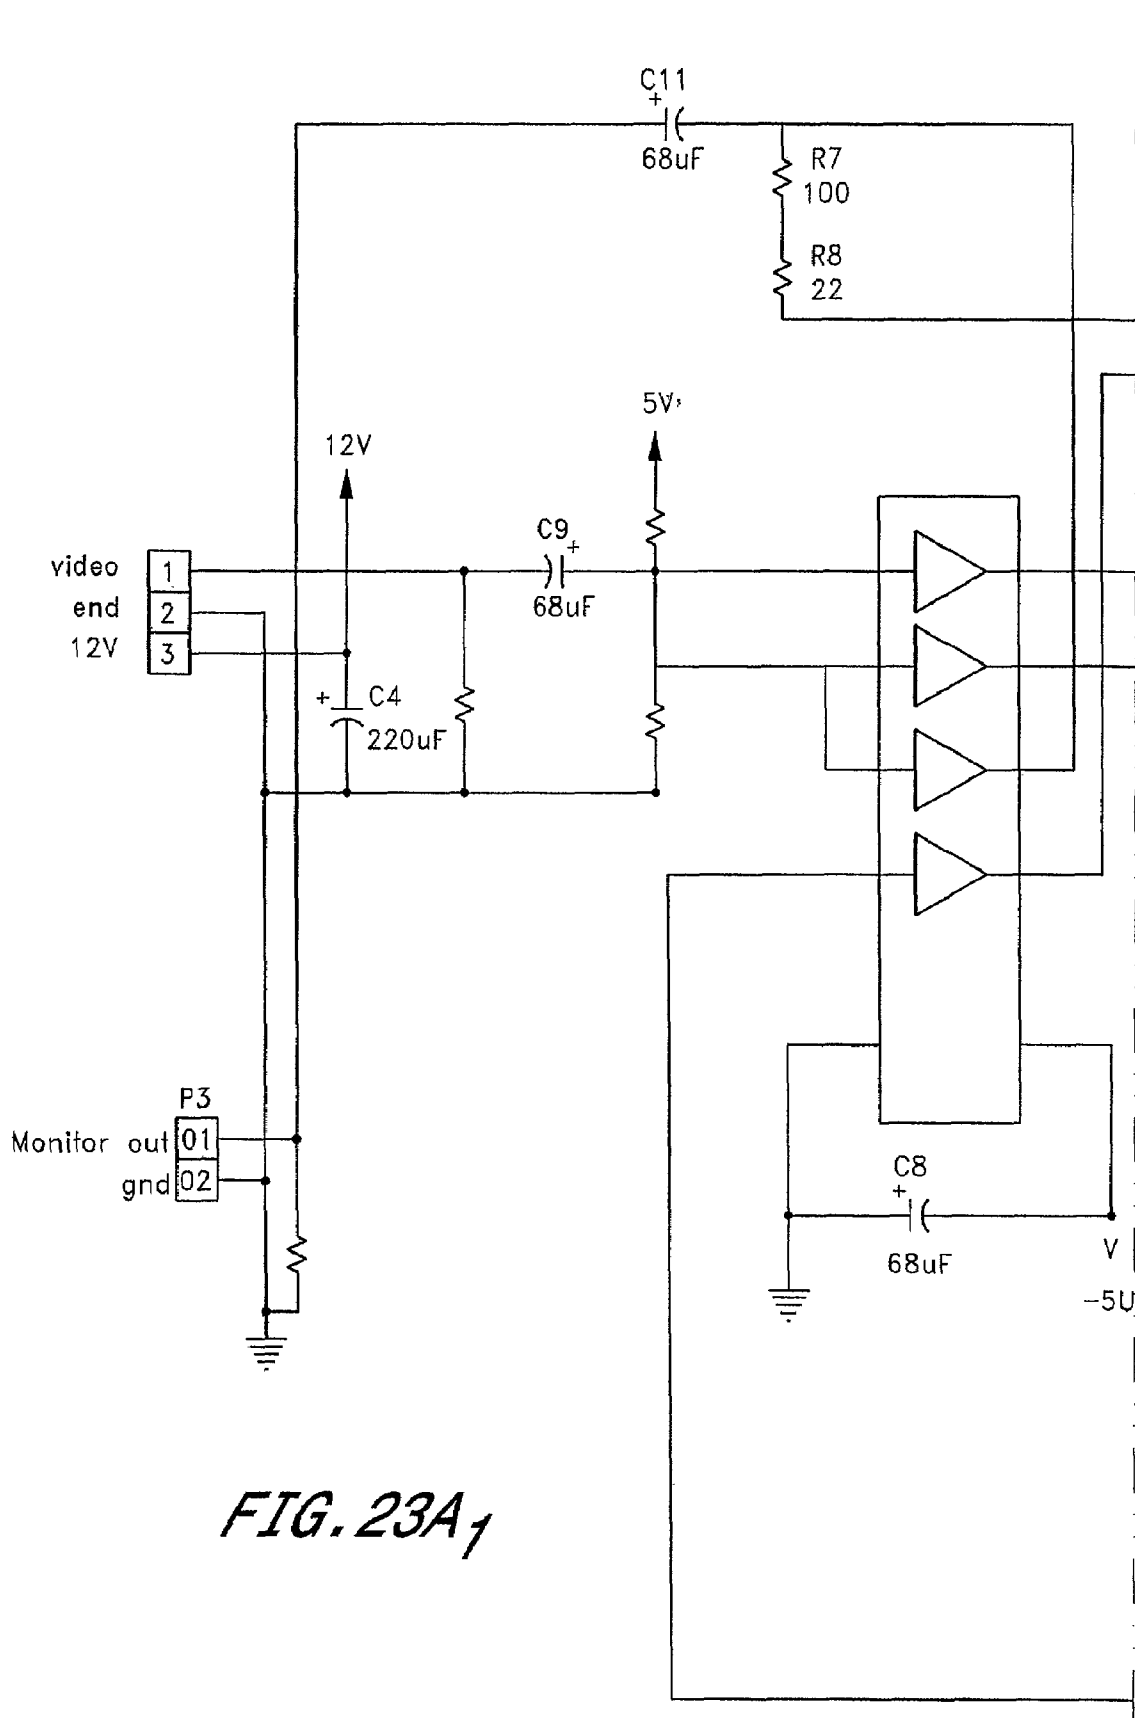 C11
+
68uF
R7
100
R8
22
5V
12V
C9
+
68uF
video 1
end 2
12V 3
+ C4
220uF
P3
Monitor out 01
gnd 02
C8
+
68uF
V
-5U
FIG. 23A1